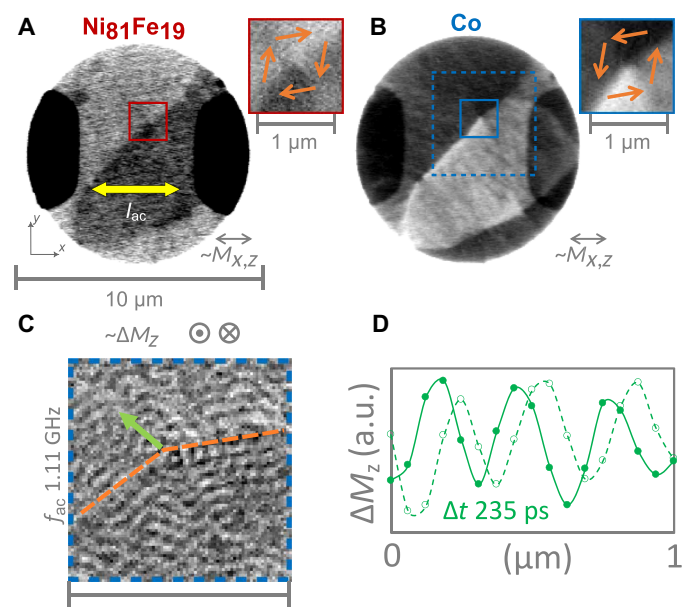 A
Ni81Fe19
1 μm
Iac
y
x
~Mx,z
10 μm
B
Co
1 μm
~Mx,z
C
~ΔMz
fac 1.11 GHz
D
ΔMz (a.u.)
Δt 235 ps
0
(μm)
1